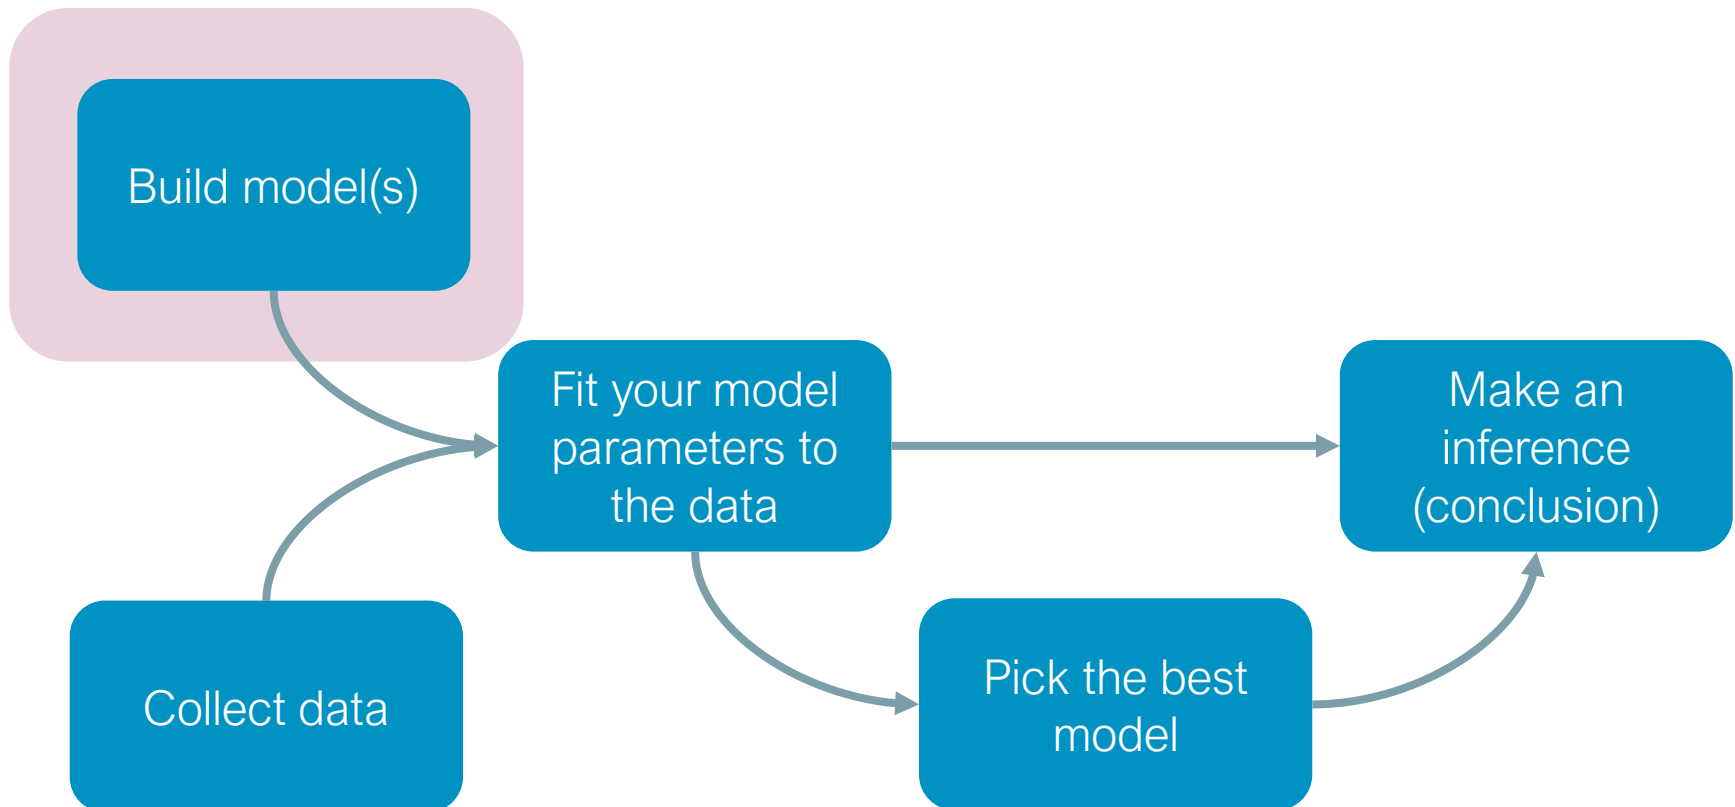 Build model(s)
Fit your model
parameters to
the data
Make an
inference
(conclusion)
Collect data
Pick the best
model